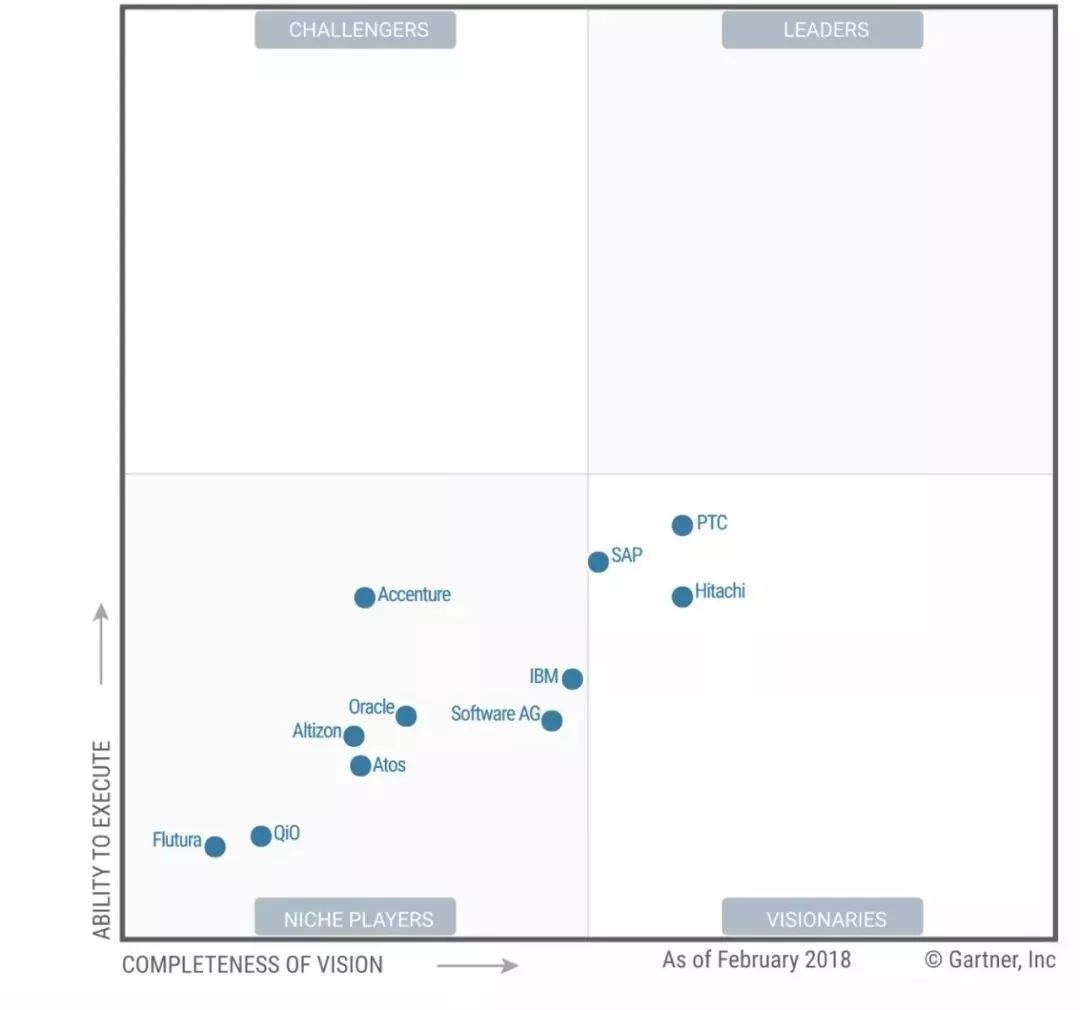 CHALLENGERS
LEADERS
PTC
SAP
Hitachi
Accenture
IBM
Oracle
Software AG
Altizon
Atos
QiO
Flutura
NICHE PLAYERS
VISIONARIES
ABILITY TO EXECUTE
COMPLETENESS OF VISION
As of February 2018
© Gartner, Inc